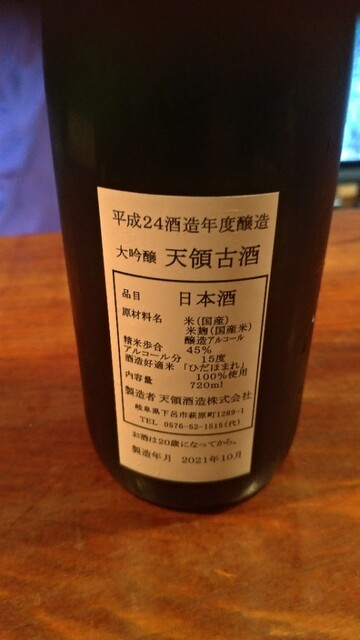 平成24酒造年度醸造
大吟醸 天領古酒
品目 日本酒
原材料名 米(国産)
米麹(国産米)
醸造アルコール
精米歩合 45%
アルコール分 15度
酒造好適米「ひだほまれ」
100%使用
内容量 720ml
製造者 天領酒造株式会社
岐阜県下呂市萩原町1289-1
TEL 0576-52-1515(代)
お酒は20歳になってから。
製造年月 2021年10月